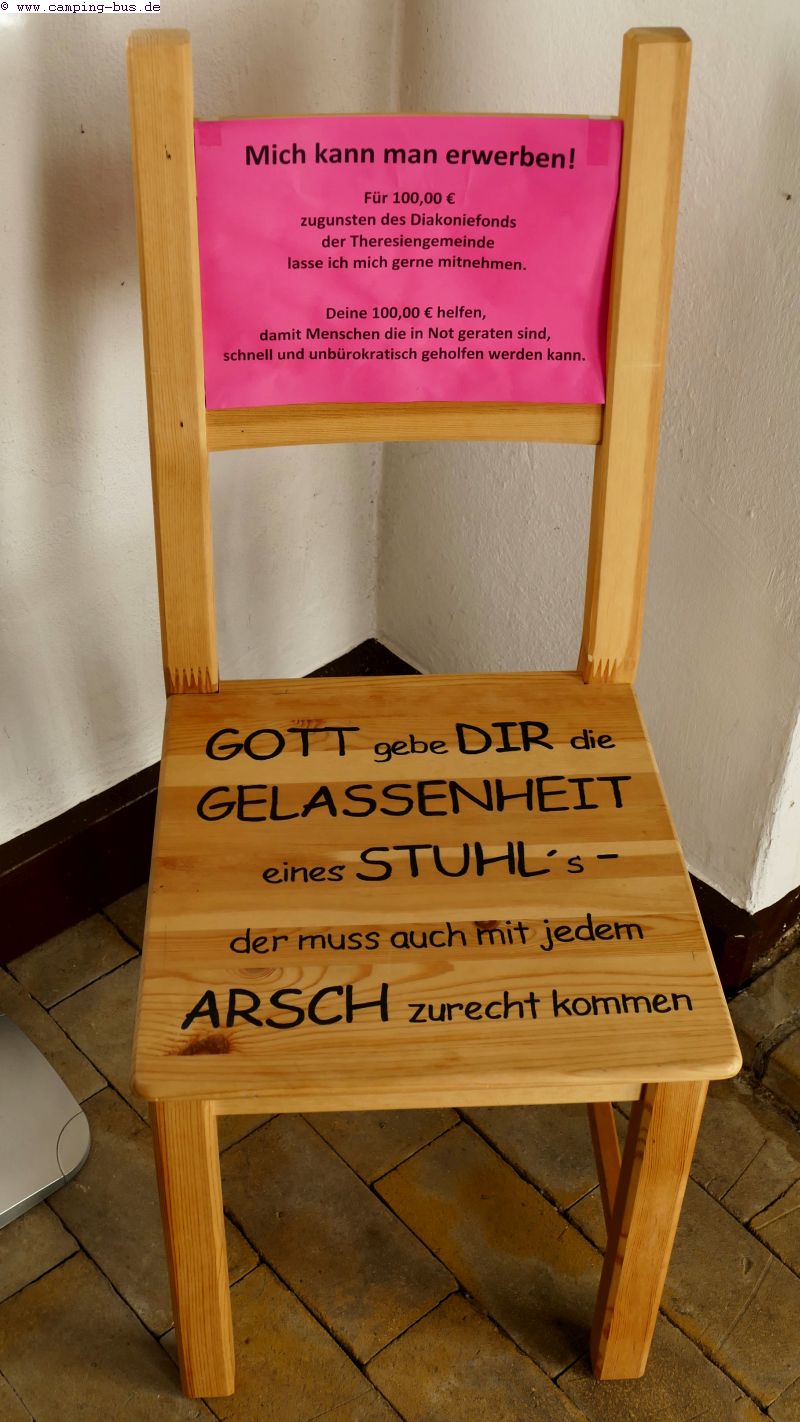 © www.camping-bus.de
Mich kann man erwerben!
Für 100,00 €
zugunsten des Diakoniefonds
der Theresiengemeinde
lasse ich mich gerne mitnehmen.
Deine 100,00 € helfen,
damit Menschen die in Not geraten sind,
schnell und unbürokratisch geholfen werden kann.
GOTT gebe DIR die
GELASSENHEIT
eines STUHL´s -
der muss auch mit jedem
ARSCH zurecht kommen